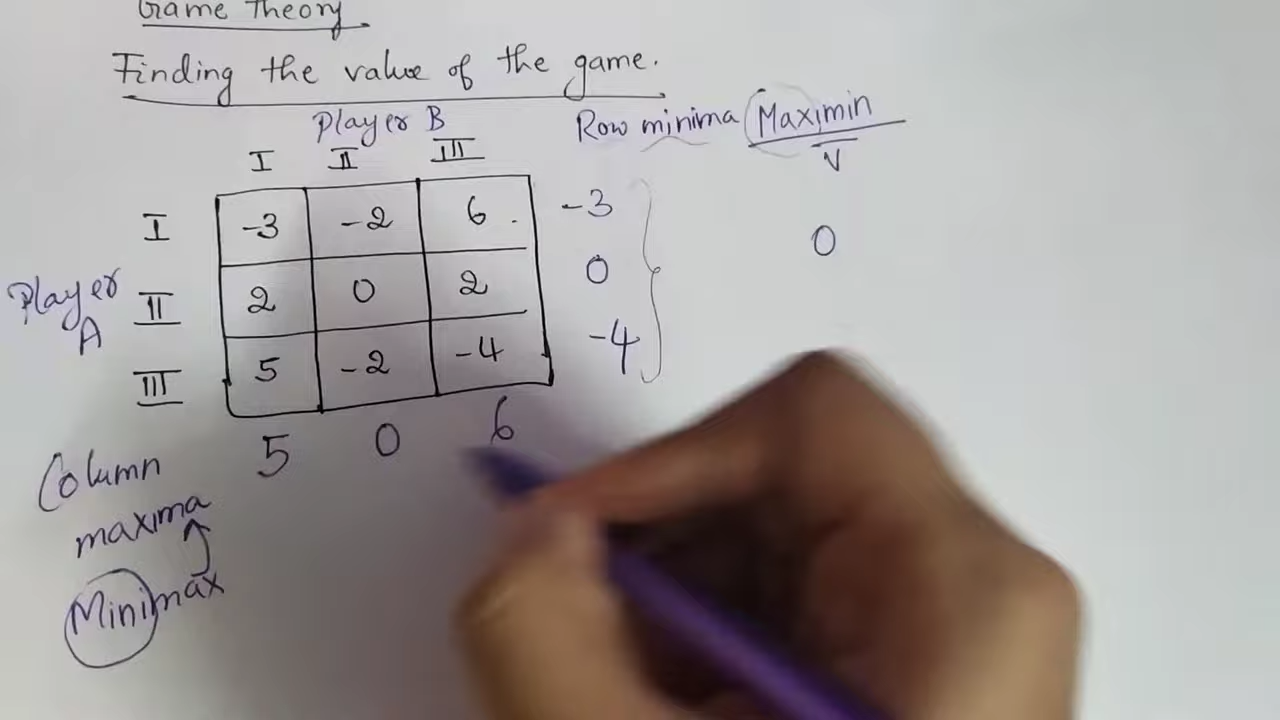 Game Theory
Finding the value of the game.
Player B Row minima Maximin
I II III V
I -3 -2 6 -3 0
Player A II 2 0 2 0
III 5 -2 -4 -4
Column maxima 5 0 6
Minimax